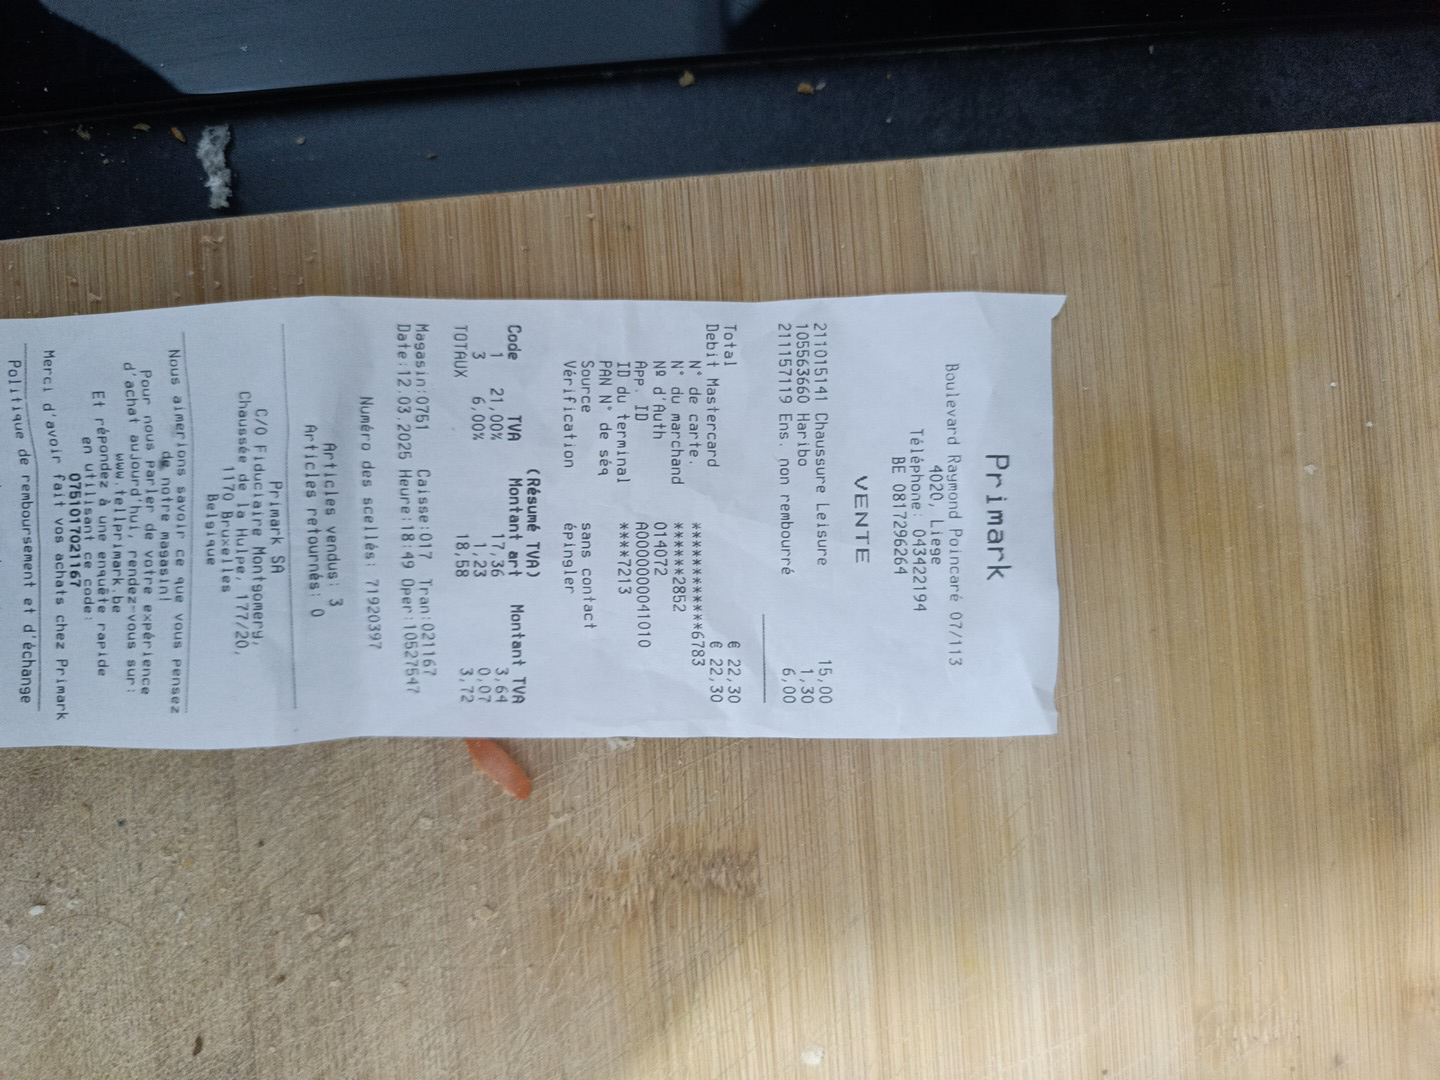 Primark
Boulevard Raymond Poincaré 07/113
4020, Liege
Téléphone: 043422194
BE 0817296264
VENTE
211015141 Chaussure Leisure 15,00
105563660 Haribo 1,30
211157119 Ens. non rembourré 6,00
Total € 22,30
Debit Mastercard € 22,30
N° de carte. ************6783
N° du marchand ******2852
Nº d'Auth 014072
App. ID A0000000041010
ID du terminal ****7213
PAN N° de séq
Source sans contact
Vérification épingler
(Résumé TVA)
Code TVA Montant art Montant TVA
1 21,00% 17,36 3,64
3 6,00% 1,23 0,07
TOTAUX 18,58 3,72
Magasin:0751 Caisse:017 Tran:021167
Date:12.03.2025 Heure:18:49 Oper:10527547
Numéro des scellés: 71920397
Articles vendus: 3
Articles retournés: 0
Primark SA
C/O Fiduciaire Montgomery,
Chaussée de la Hulpe, 177/20,
1170 Bruxelles
Belgique
Nous aimerions savoir ce que vous pensez
de notre magasin!
Pour nous parler de votre expérience
d'achat aujourd'hui, rendez-vous sur:
www.tellprimark.be
Et répondez à une enquête rapide
en utilisant ce code:
0751017021167
Merci d'avoir fait vos achats chez Primark
Politique de remboursement et d'échange